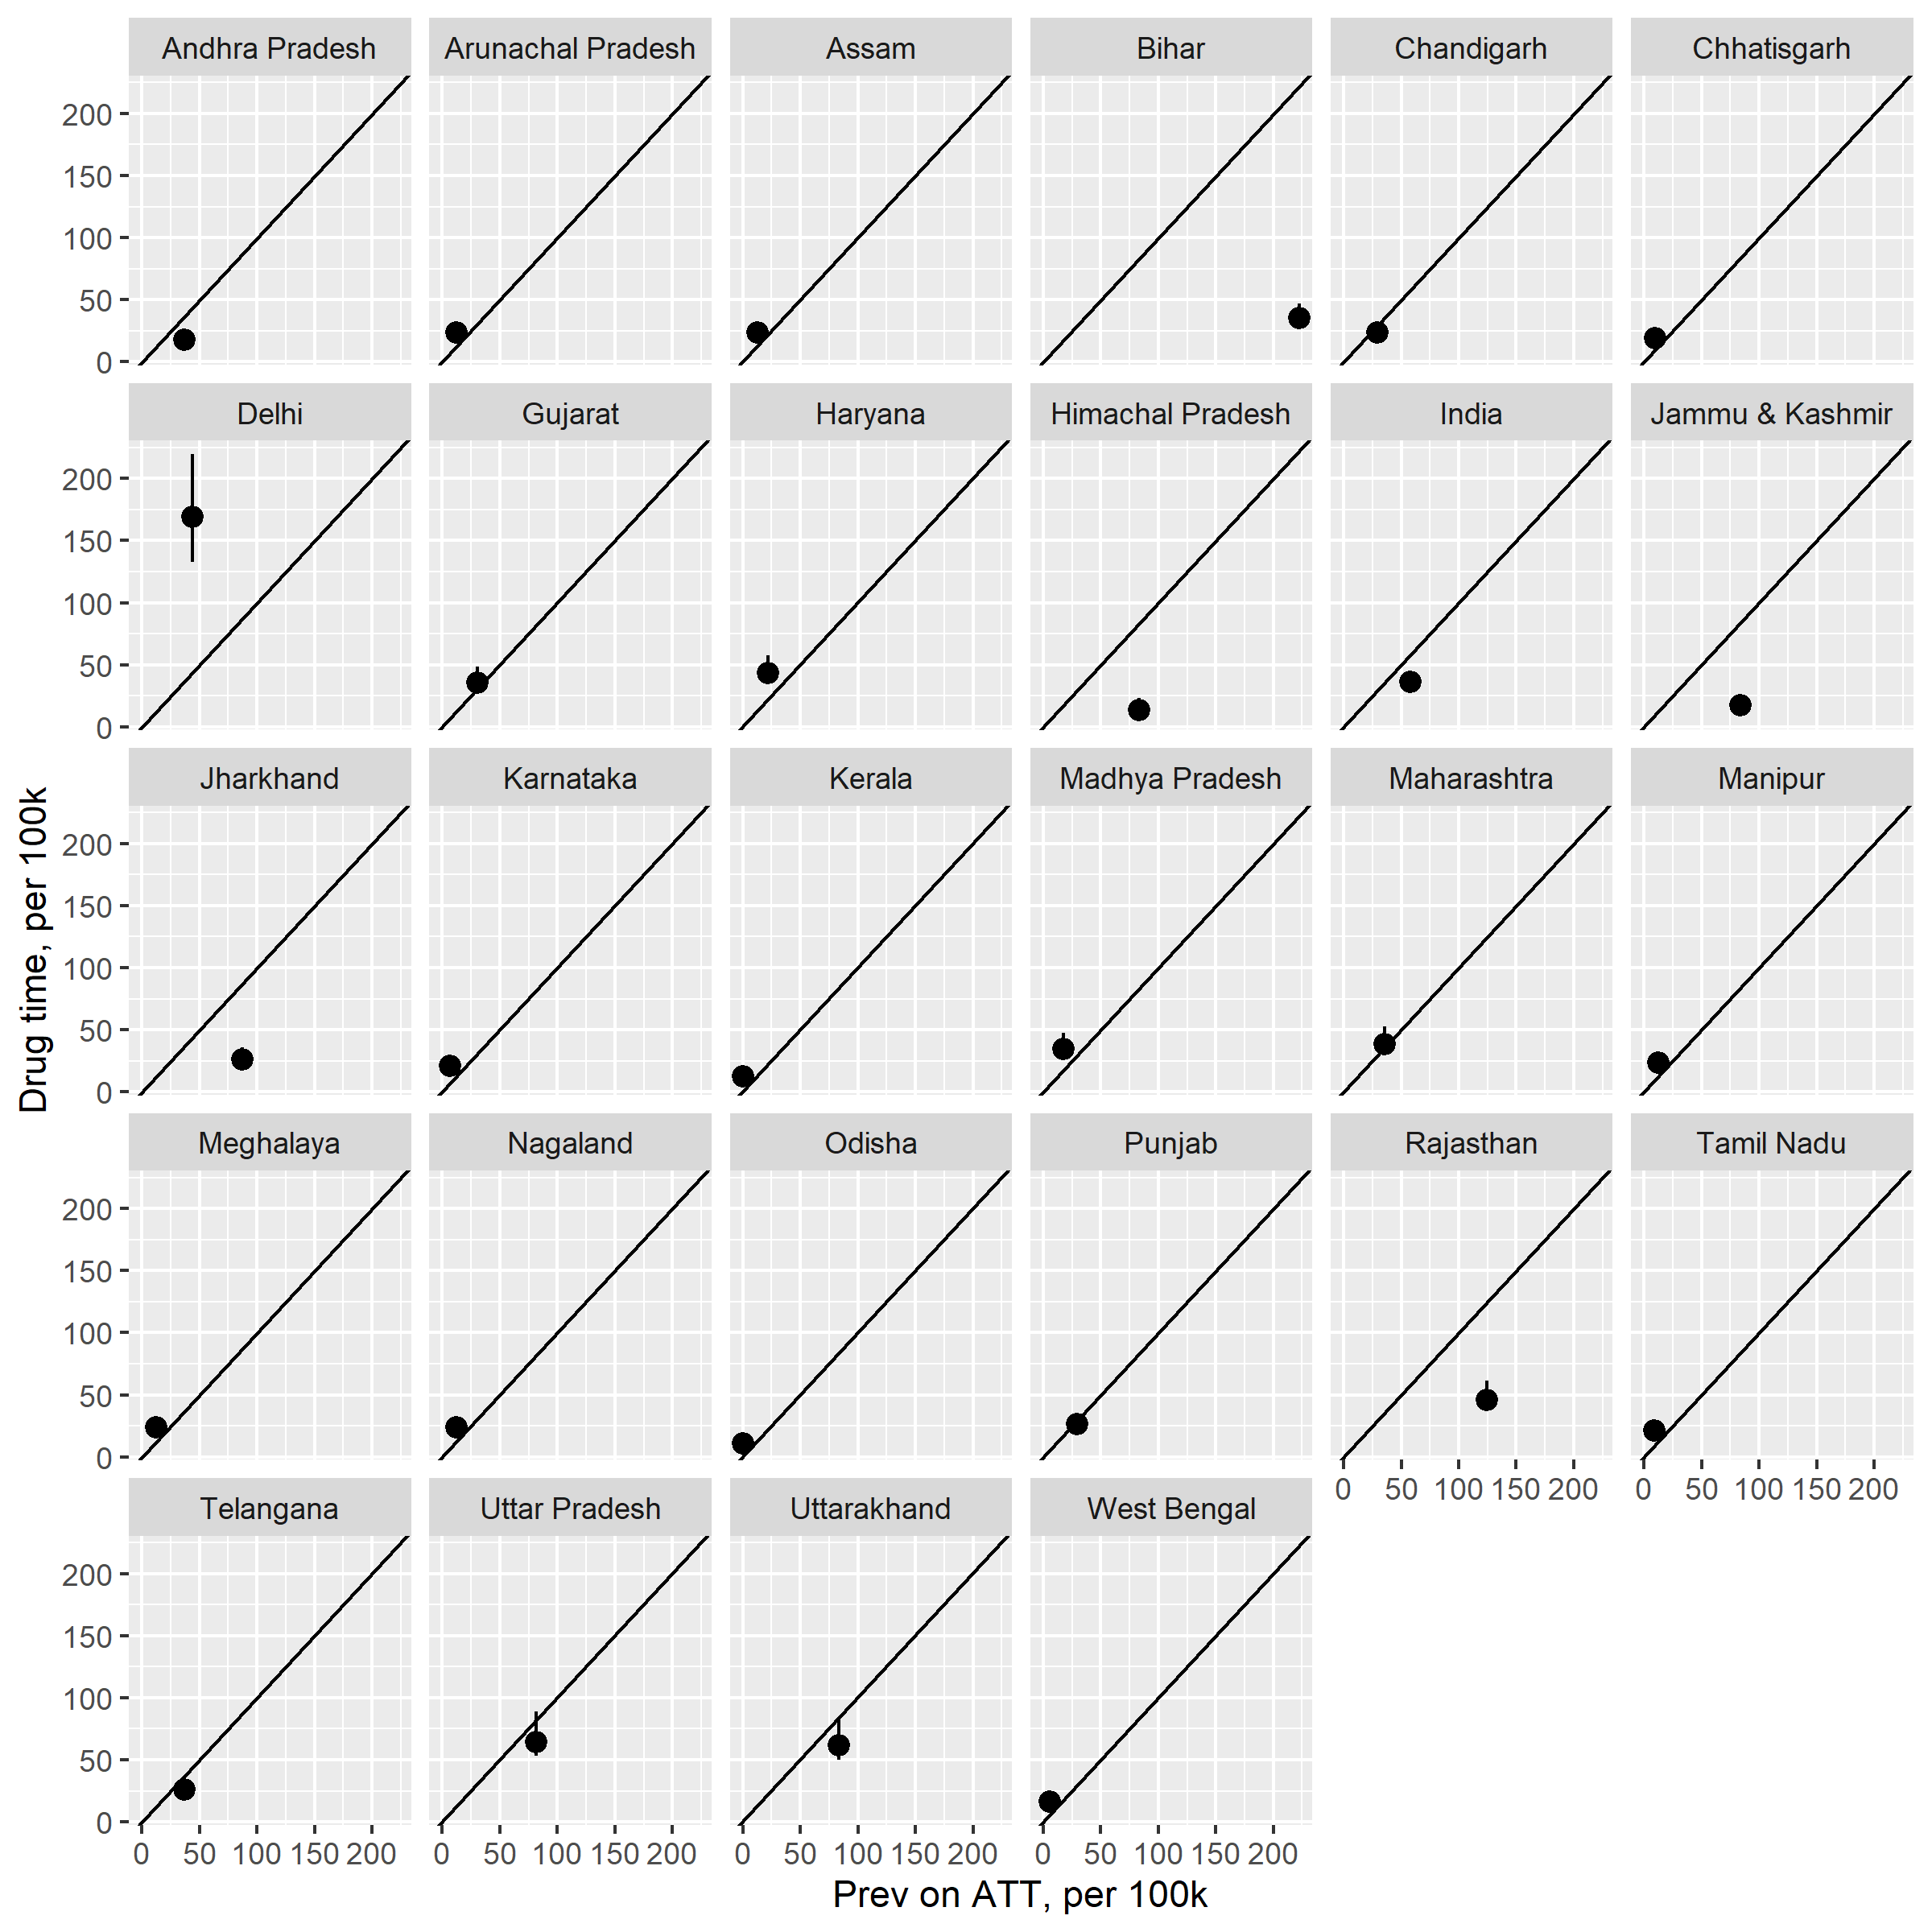 Andhra Pradesh Arunachal Pradesh Assam Bihar Chandigarh Chhatisgarh
200
150
100
50
0
Delhi Gujarat Haryana Himachal Pradesh India Jammu & Kashmir
200
150
100
50
0
Jharkhand Karnataka Kerala Madhya Pradesh Maharashtra Manipur
200
150
100
50
0
Drug time, per 100k
Meghalaya Nagaland Odisha Punjab Rajasthan Tamil Nadu
200
150
100
50
0
0 50 100 150 200 0 50 100 150 200
Telangana Uttar Pradesh Uttarakhand West Bengal
200
150
100
50
0
0 50 100 150 200 0 50 100 150 200 0 50 100 150 200 0 50 100 150 200
Prev on ATT, per 100k